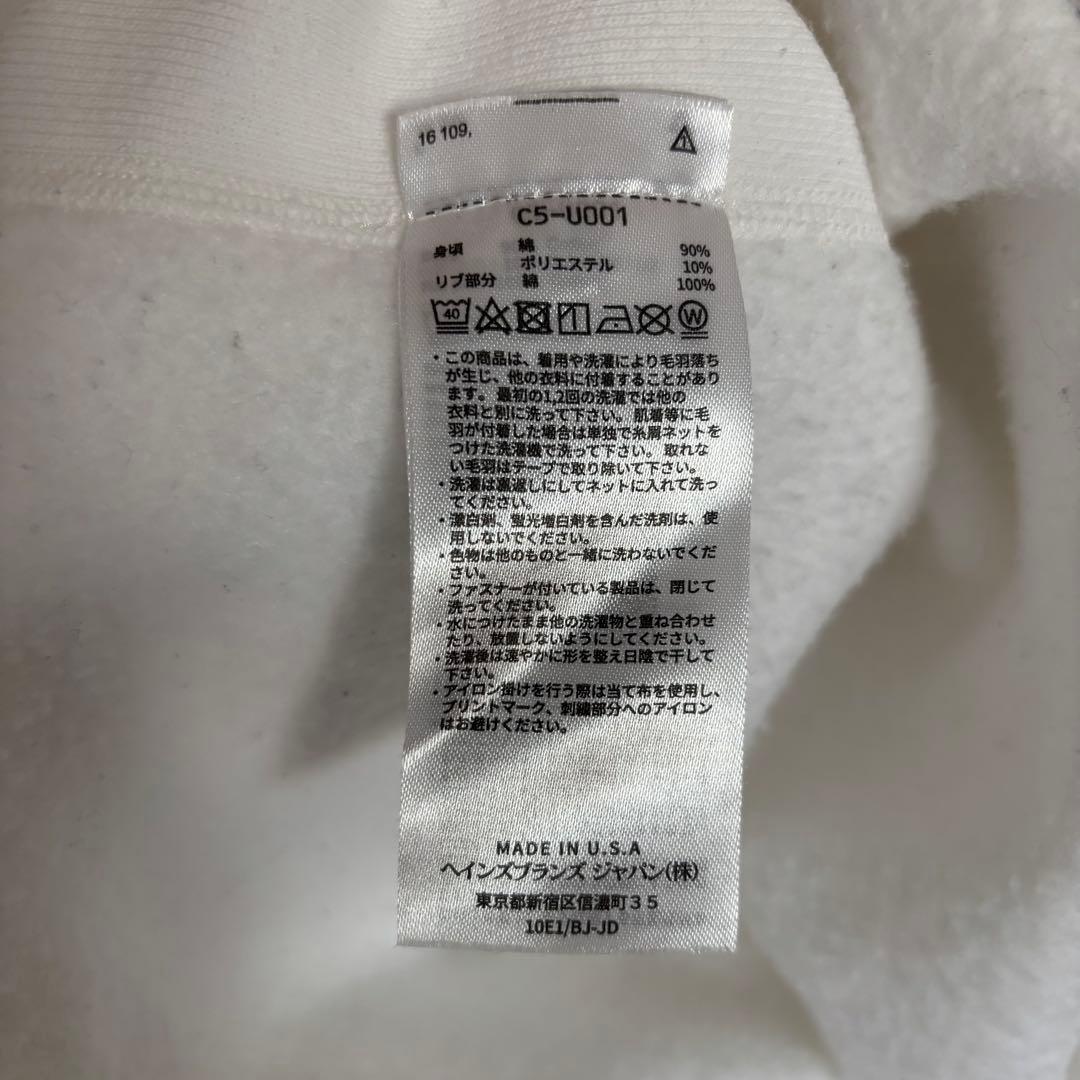 16 109,
1
C5-U001
身頃 綿 90%
ポリエステル 10%
リブ部分 綿 100%
40 W
・この商品は、着用や洗濯により毛羽落ち
が生じ、他の衣料に付着することがあり
ます。最初の1,2回の洗濯では他の
衣料と別に洗って下さい。肌着等に毛
羽が付着した場合は単独で糸屑ネットを
つけた洗濯機で洗って下さい。取れな
い毛羽はテープで取り除いて下さい。
・洗濯は裏返しにしてネットに入れて洗っ
てください。
・漂白剤、蛍光増白剤を含んだ洗剤は、使
用しないでください。
・色物は他のものと一緒に洗わないでくだ
さい。
・ファスナーが付いている製品は、閉じて
洗ってください。
・水につけたまま他の洗濯物と重ね合わせ
たり、放置しないようにしてください。
・洗濯後は速やかに形を整え日陰で干して
下さい。
・アイロン掛けを行う際は当て布を使用し、
プリントマーク、刺繍部分へのアイロン
はお避けください。
MADE IN U.S.A
ヘインズブランズ ジャパン(株)
東京都新宿区信濃町35
10E1/BJ-JD